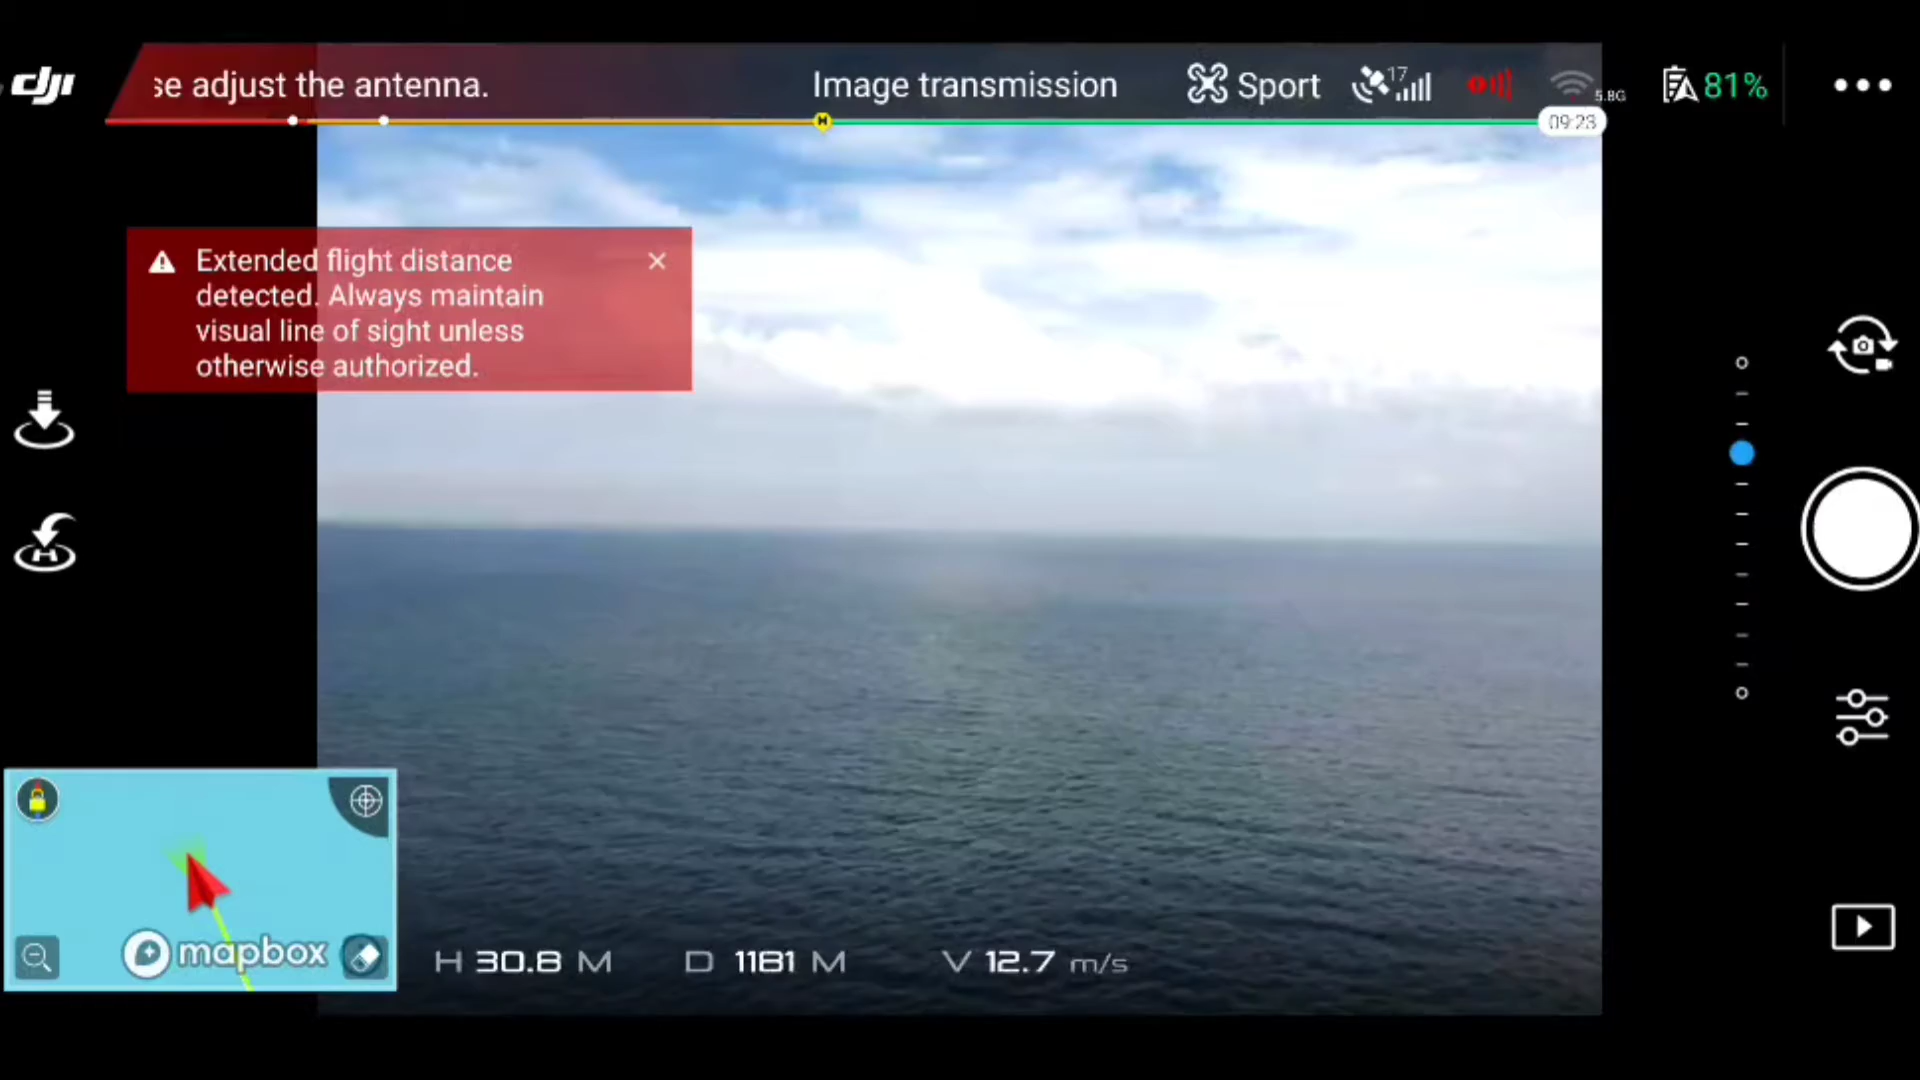 dji
se adjust the antenna.
Image transmission
Sport
17
5.8G
81%
H
09:23
Extended flight distance
detected. Always maintain
visual line of sight unless
otherwise authorized.
H
mapbox
H 30.8 M
D 1181 M
V 12.7 m/s